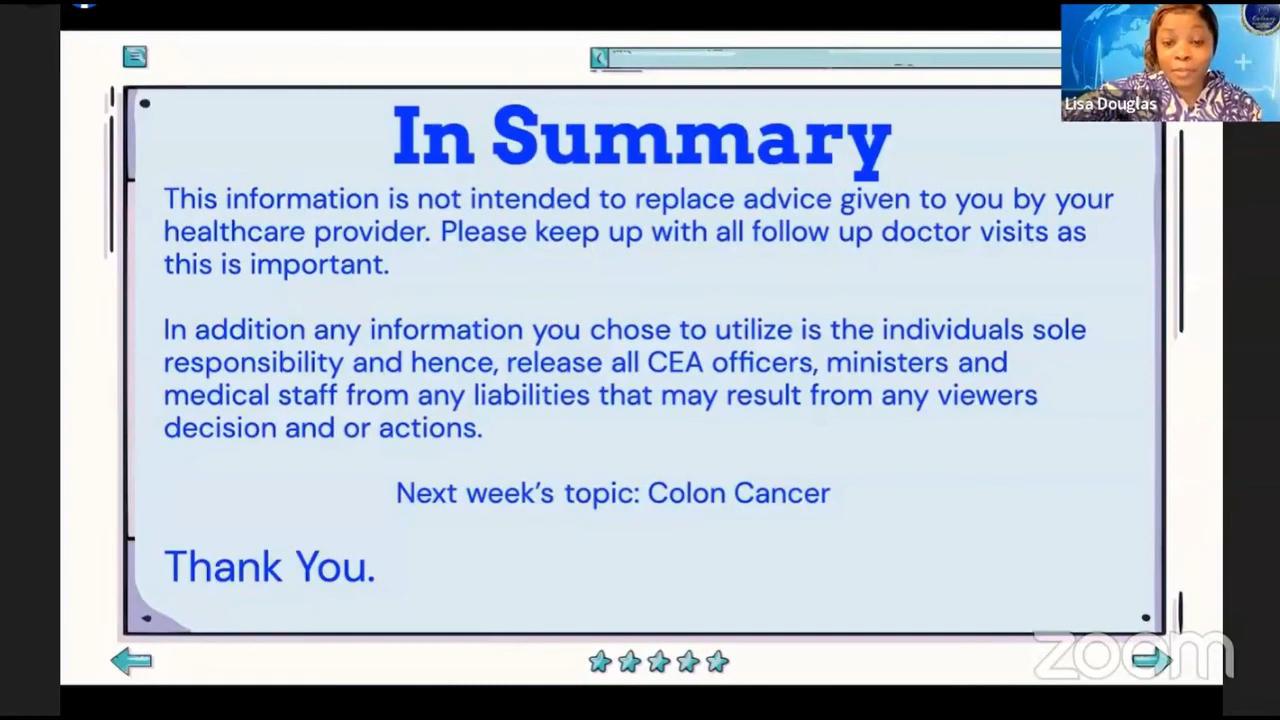 In Summary
Lisa Douglas
This information is not intended to replace advice given to you by your
healthcare provider. Please keep up with all follow up doctor visits as
this is important.
In addition any information you chose to utilize is the individuals sole
responsibility and hence, release all CEA officers, ministers and
medical staff from any liabilities that may result from any viewers
decision and or actions.
Next week's topic: Colon Cancer
Thank You.
zoom